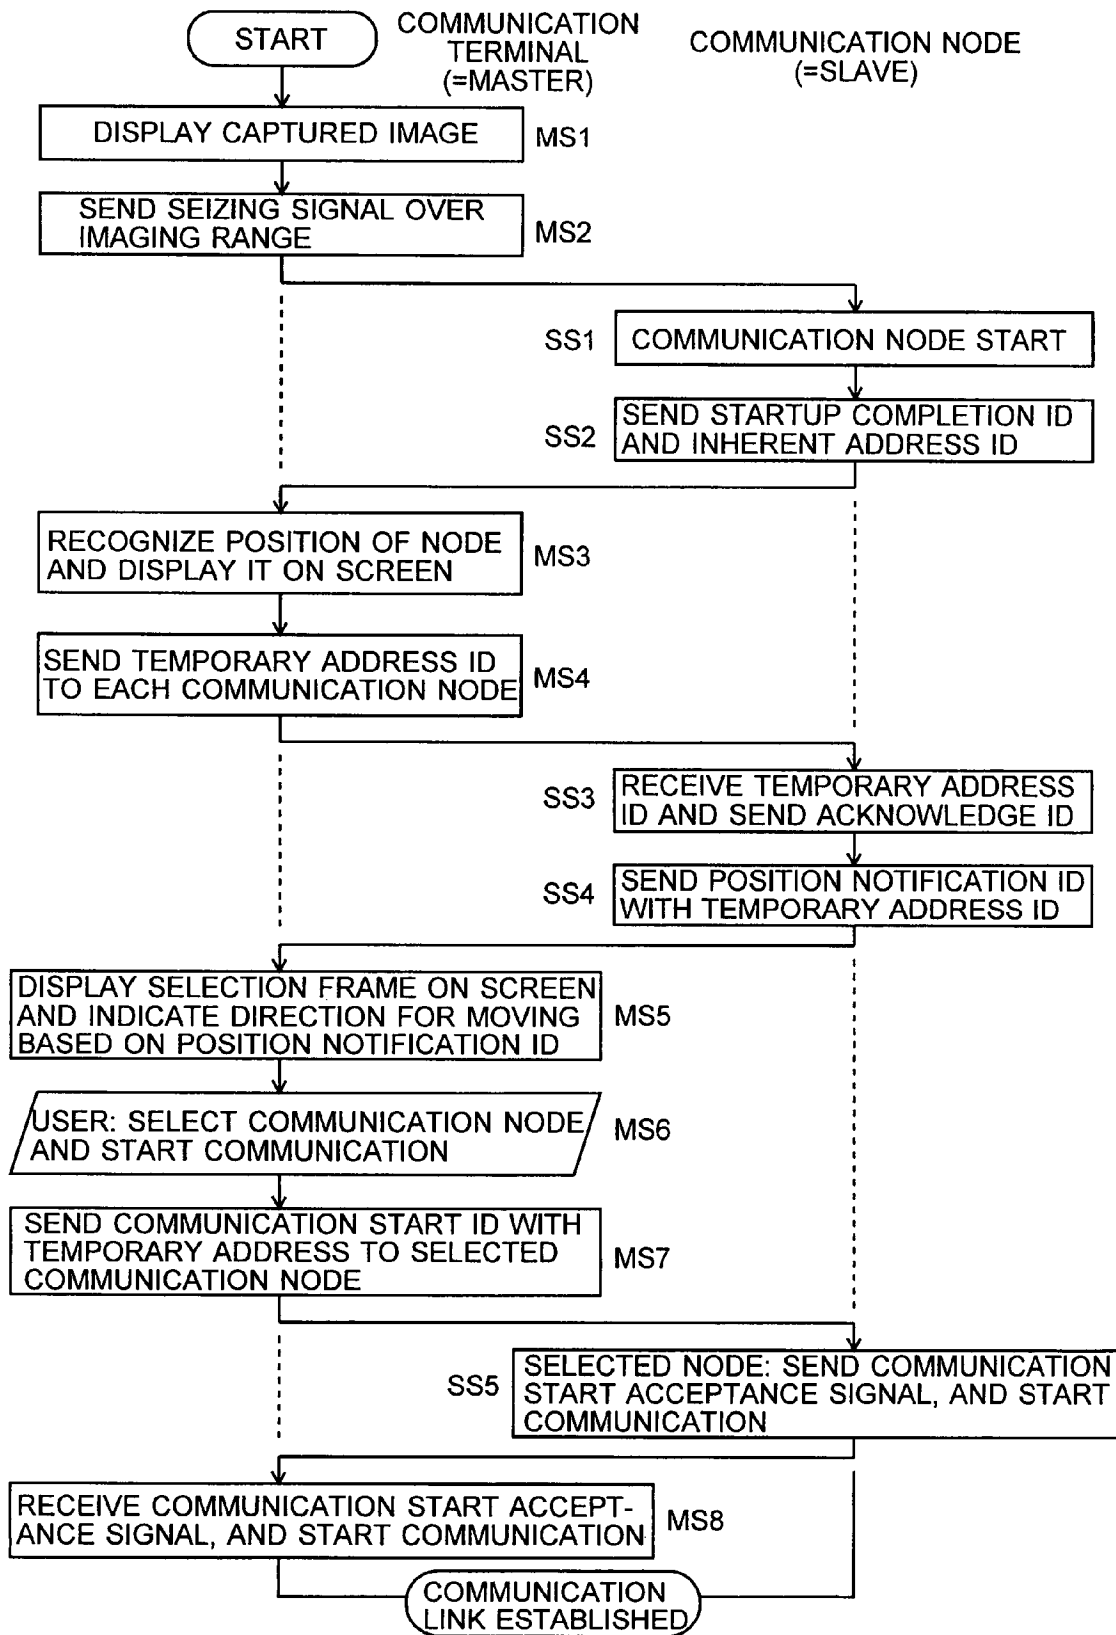 START
COMMUNICATION
TERMINAL
(=MASTER)
COMMUNICATION NODE
(=SLAVE)
DISPLAY CAPTURED IMAGE
MS1
SEND SEIZING SIGNAL OVER
IMAGING RANGE
MS2
SS1
COMMUNICATION NODE START
SS2
SEND STARTUP COMPLETION ID
AND INHERENT ADDRESS ID
RECOGNIZE POSITION OF NODE
AND DISPLAY IT ON SCREEN
MS3
SEND TEMPORARY ADDRESS ID
TO EACH COMMUNICATION NODE
MS4
SS3
RECEIVE TEMPORARY ADDRESS
ID AND SEND ACKNOWLEDGE ID
SS4
SEND POSITION NOTIFICATION ID
WITH TEMPORARY ADDRESS ID
DISPLAY SELECTION FRAME ON SCREEN
AND INDICATE DIRECTION FOR MOVING
BASED ON POSITION NOTIFICATION ID
MS5
USER: SELECT COMMUNICATION NODE
AND START COMMUNICATION
MS6
SEND COMMUNICATION START ID WITH
TEMPORARY ADDRESS TO SELECTED
COMMUNICATION NODE
MS7
SS5
SELECTED NODE: SEND COMMUNICATION
START ACCEPTANCE SIGNAL, AND START
COMMUNICATION
RECEIVE COMMUNICATION START ACCEPT-
ANCE SIGNAL, AND START COMMUNICATION
MS8
COMMUNICATION
LINK ESTABLISHED